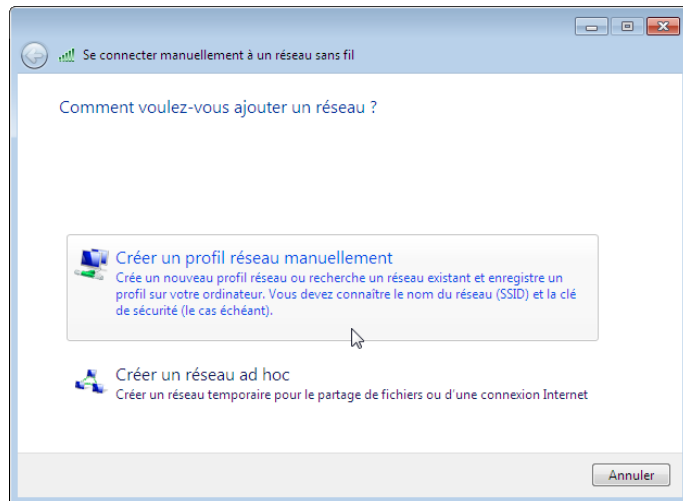 Se connecter manuellement à un réseau sans fil
Comment voulez-vous ajouter un réseau ?
Créer un profil réseau manuellement
Crée un nouveau profil réseau ou recherche un réseau existant et enregistre un
profil sur votre ordinateur. Vous devez connaître le nom du réseau (SSID) et la clé
de sécurité (le cas échéant).
Créer un réseau ad hoc
Créer un réseau temporaire pour le partage de fichiers ou d'une connexion Internet
Annuler